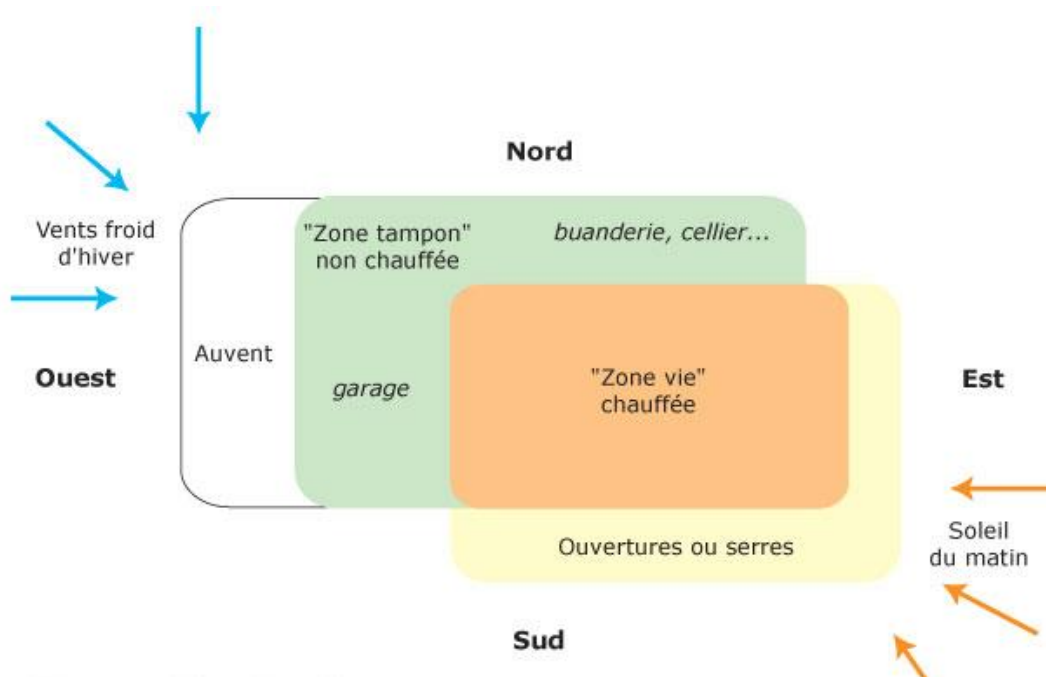 Nord
Vents froid
d'hiver
"Zone tampon"
non chauffée
buanderie, cellier...
Auvent
Ouest
garage
"Zone vie"
chauffée
Est
Ouvertures ou serres
Soleil
du matin
Sud